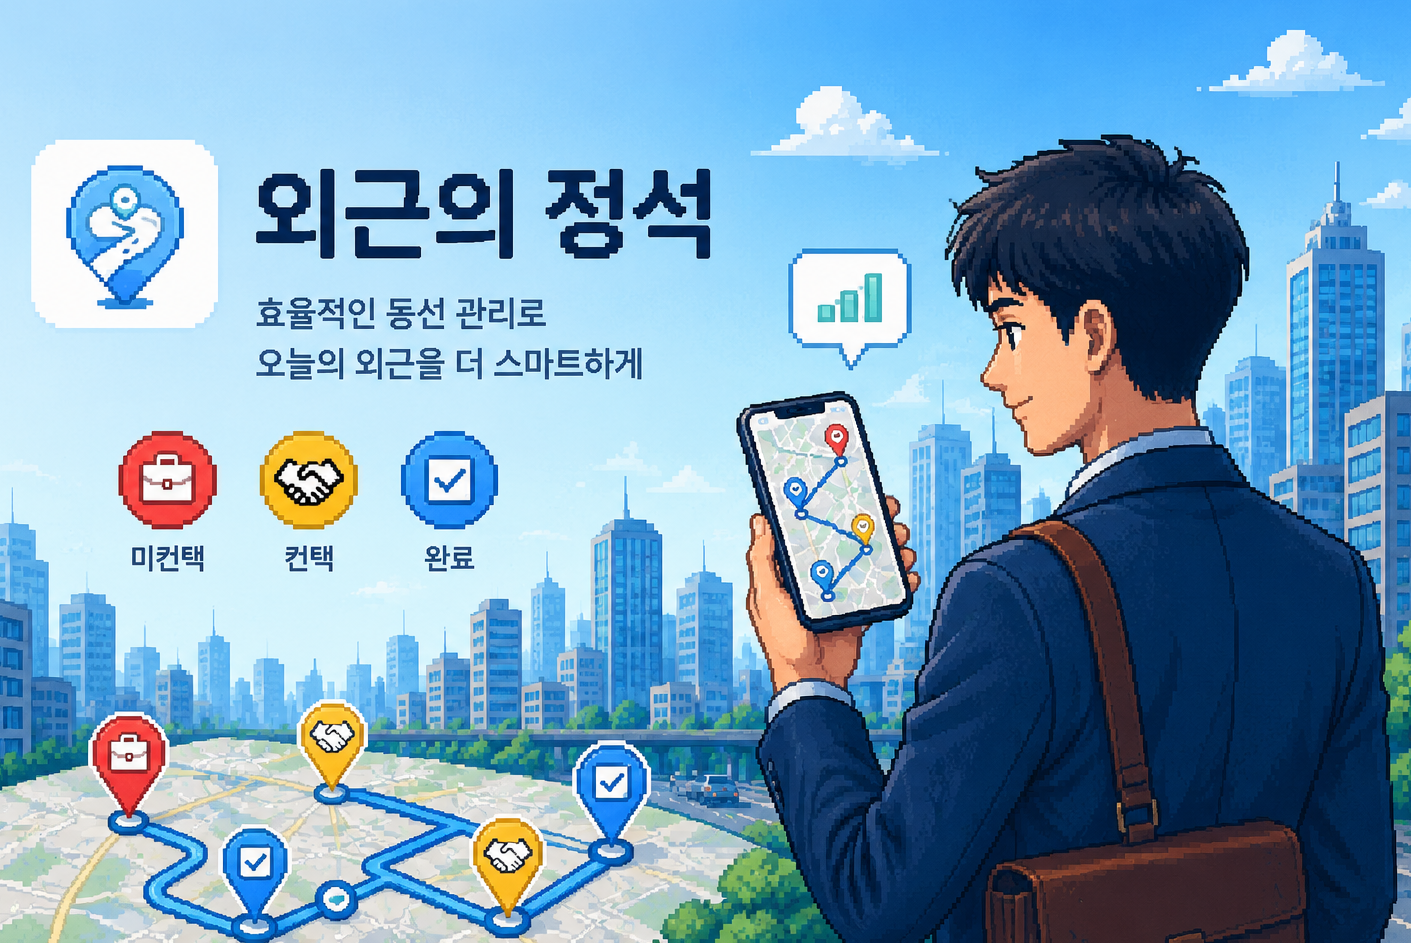 외근의 정석
효율적인 동선 관리로
오늘의 외근을 더 스마트하게
미컨택
컨택
완료